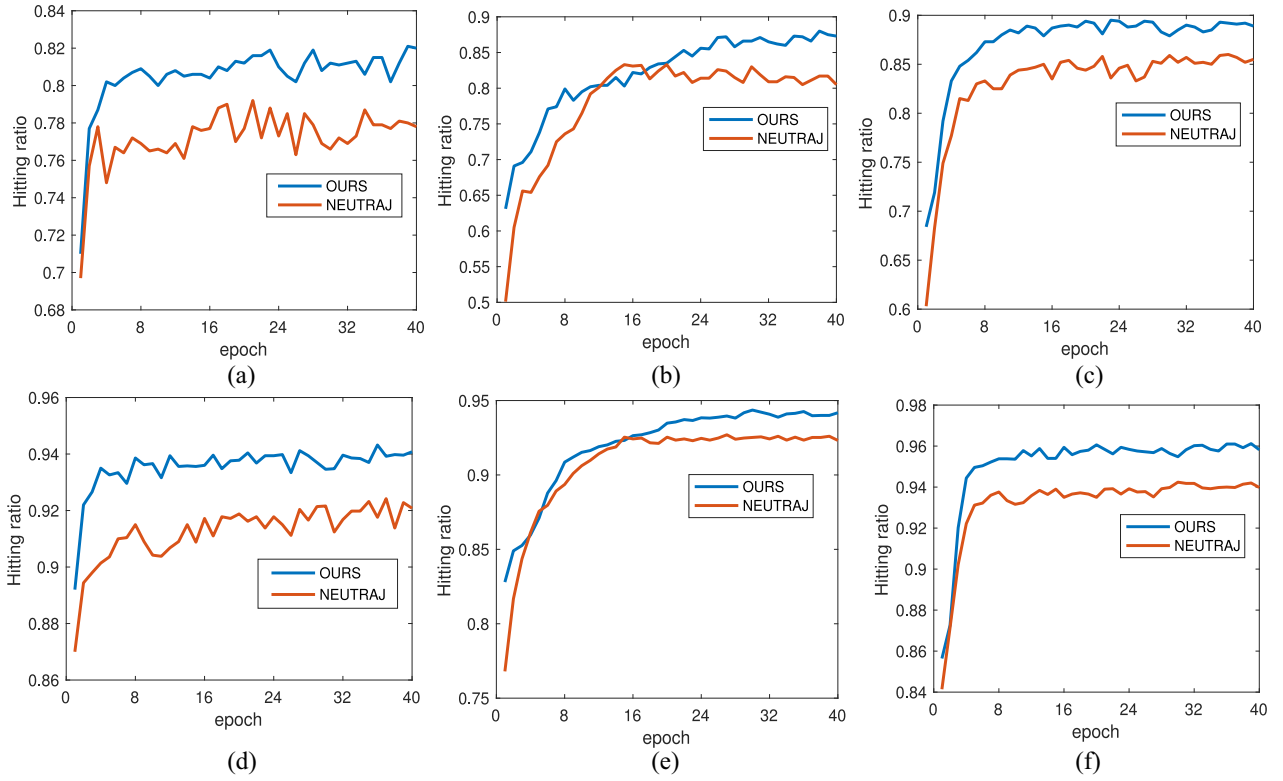 0.84
0.82
0.8
0.78
0.76
0.74
0.72
0.7
0.68
Hitting ratio
OURS
NEUTRAJ
0 8 16 24 32 40
epoch
(a)
0.9
0.85
0.8
0.75
0.7
0.65
0.6
0.55
0.5
Hitting ratio
OURS
NEUTRAJ
0 8 16 24 32 40
epoch
(b)
0.9
0.85
0.8
0.75
0.7
0.65
0.6
Hitting ratio
OURS
NEUTRAJ
0 8 16 24 32 40
epoch
(c)
0.96
0.94
0.92
0.9
0.88
0.86
Hitting ratio
OURS
NEUTRAJ
0 8 16 24 32 40
epoch
(d)
0.95
0.9
0.85
0.8
0.75
Hitting ratio
OURS
NEUTRAJ
0 8 16 24 32 40
epoch
(e)
0.98
0.96
0.94
0.92
0.9
0.88
0.86
0.84
Hitting ratio
OURS
NEUTRAJ
0 8 16 24 32 40
epoch
(f)